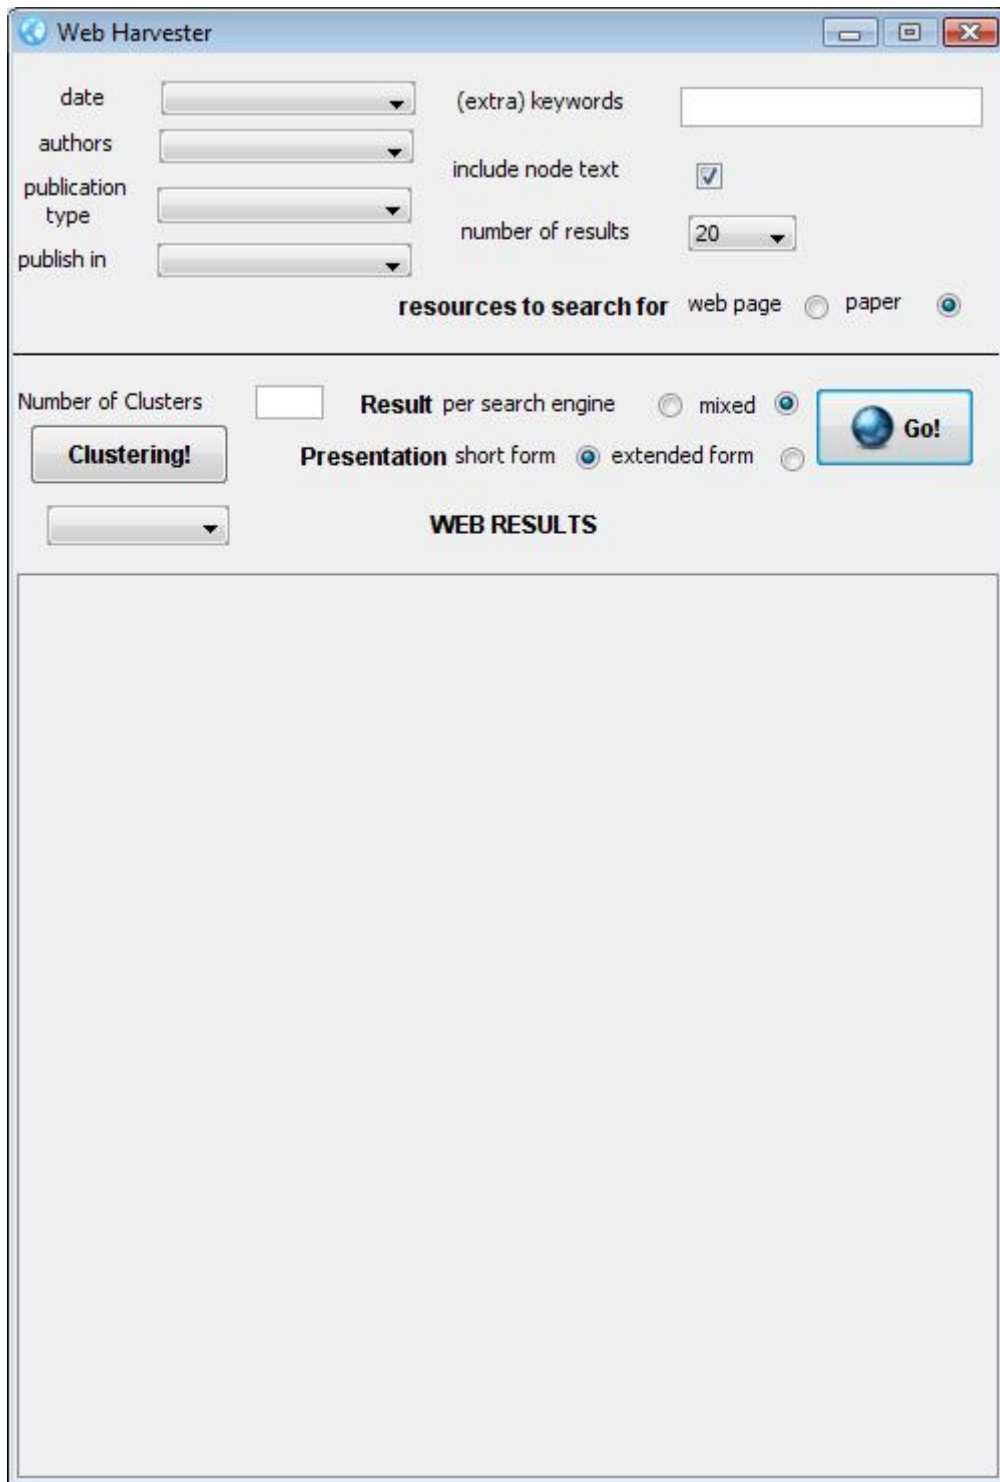 Web Harvester
date
(extra) keywords
authors
include node text
publication
type
number of results 20
publish in
resources to search for web page paper
Number of Clusters Result per search engine mixed
Go!
Clustering! Presentation short form extended form
WEB RESULTS